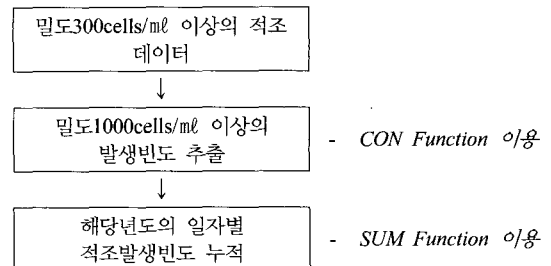 밀도300cells/㎖ 이상의 적조
데이터
↓
밀도1000cells/㎖ 이상의
발생빈도 추출
- CON Function 이용
↓
해당년도의 일자별
적조발생빈도 누적
- SUM Function 이용